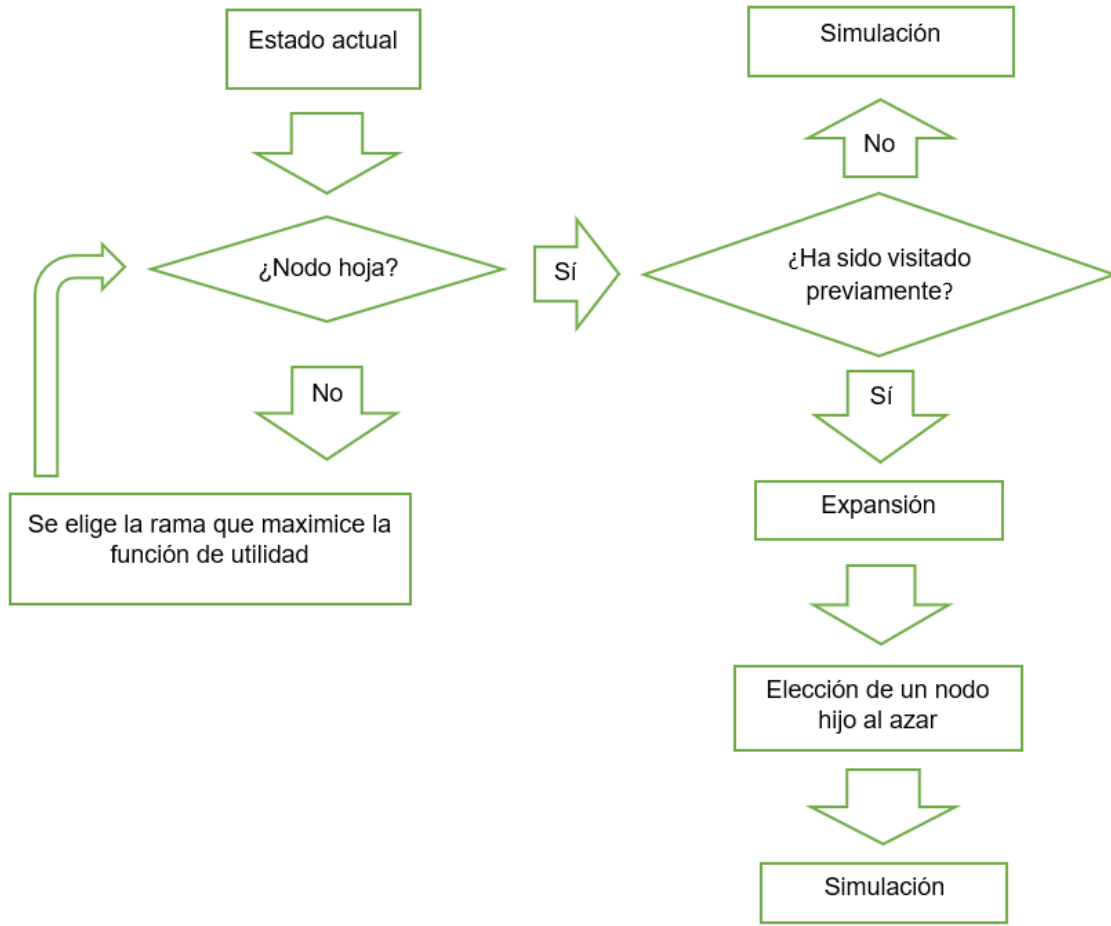 Estado actual
Simulación
No
¿Nodo hoja?
Sí
¿Ha sido visitado
previamente?
No
Sí
Se elige la rama que maximice la
función de utilidad
Expansión
Elección de un nodo
hijo al azar
Simulación